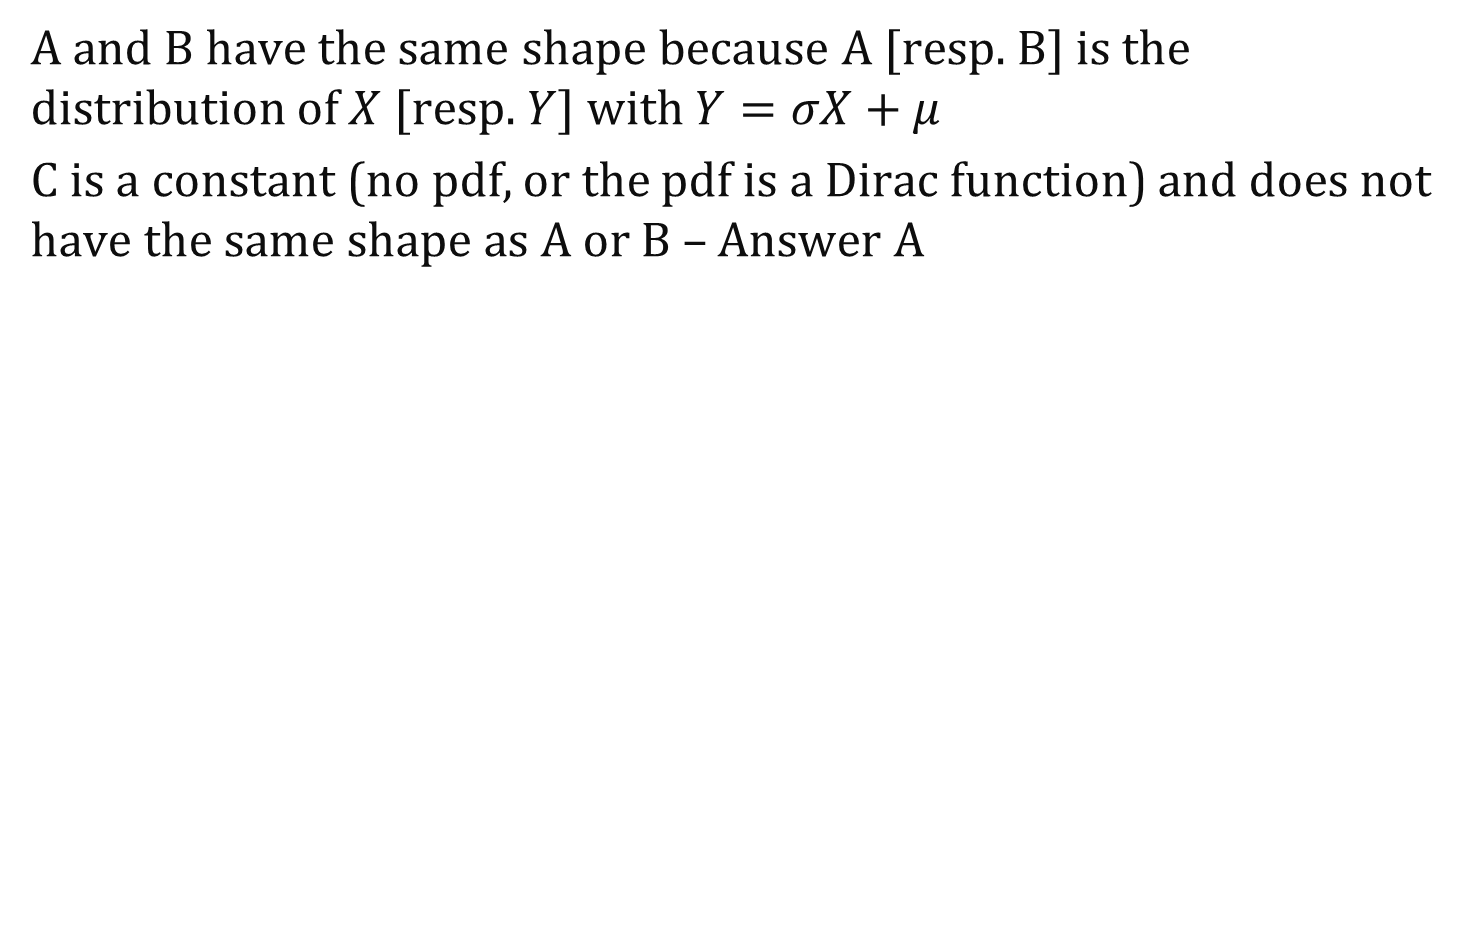 A and B have the same shape because A [resp. B] is the
distribution of X [resp. Y] with Y = σX + μ
C is a constant (no pdf, or the pdf is a Dirac function) and does not
have the same shape as A or B – Answer A